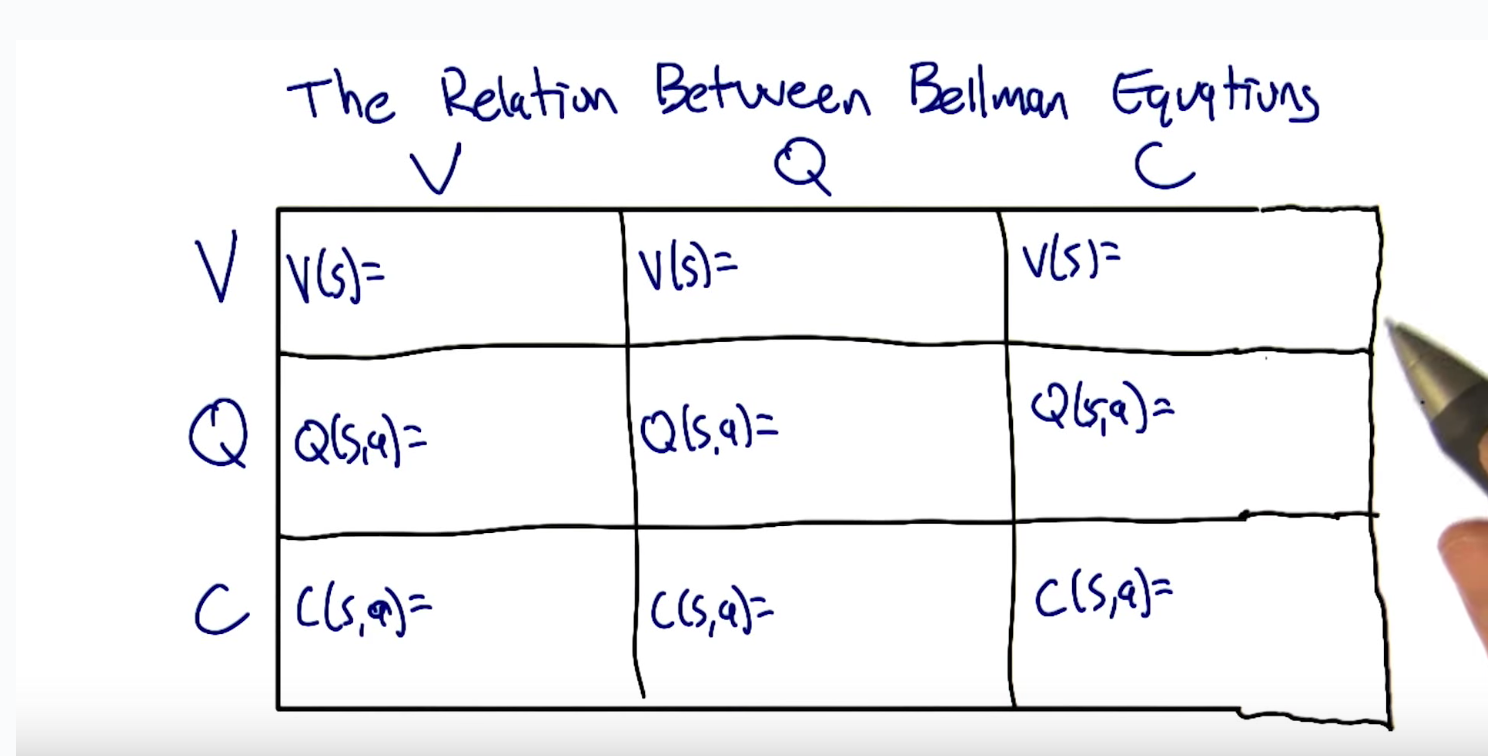 The Relation Between Bellman Equations
V Q C
V V(s)= V(s)= V(s)=
Q Q(s,a)= Q(s,a)= Q(s,a)=
C C(s,a)= C(s,a)= C(s,a)=